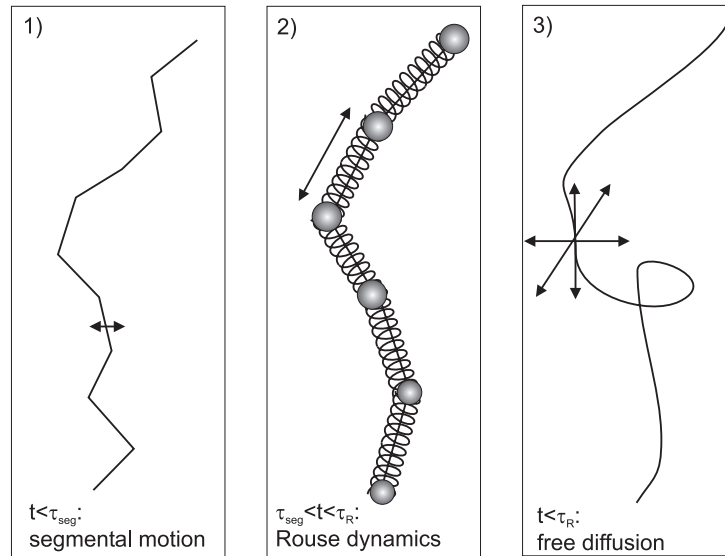 1)
t<τseg:
segmental motion
2)
τseg<t<τR:
Rouse dynamics
3)
t<τR:
free diffusion